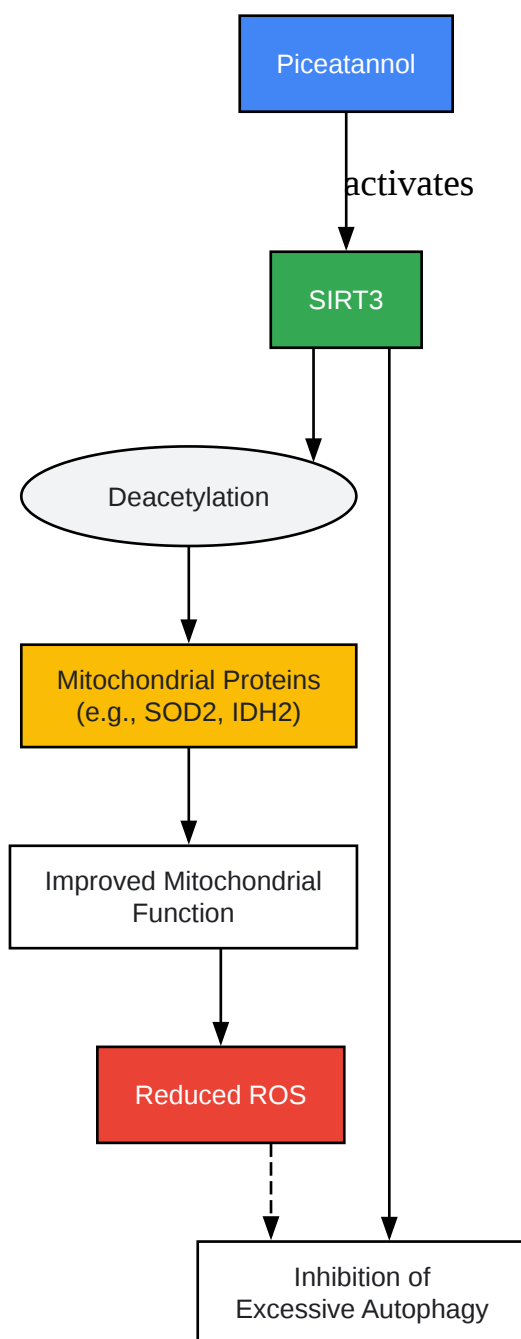 Piceatannol
activates
SIRT3
Deacetylation
Mitochondrial Proteins
(e.g., SOD2, IDH2)
Improved Mitochondrial
Function
Reduced ROS
Inhibition of
Excessive Autophagy